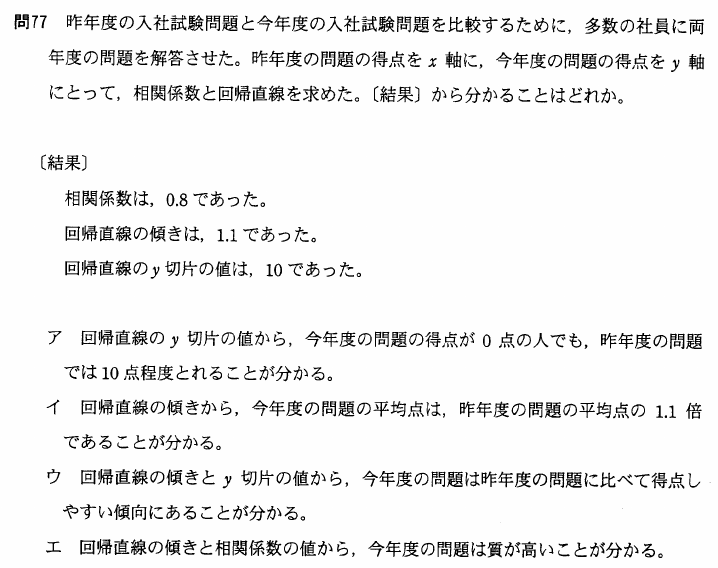 問77 昨年度の入社試験問題と今年度の入社試験問題を比較するために，多数の社員に両
年度の問題を解答させた。昨年度の問題の得点を x 軸に，今年度の問題の得点を y 軸
にとって，相関係数と回帰直線を求めた。〔結果〕から分かることはどれか。
〔結果〕
相関係数は，0.8 であった。
回帰直線の傾きは，1.1 であった。
回帰直線の y 切片の値は，10 であった。
ア 回帰直線の y 切片の値から，今年度の問題の得点が 0 点の人でも，昨年度の問題
では 10 点程度とれることが分かる。
イ 回帰直線の傾きから，今年度の問題の平均点は，昨年度の問題の平均点の 1.1 倍
であることが分かる。
ウ 回帰直線の傾きと y 切片の値から，今年度の問題は昨年度の問題に比べて得点し
やすい傾向にあることが分かる。
エ 回帰直線の傾きと相関係数の値から，今年度の問題は質が高いことが分かる。